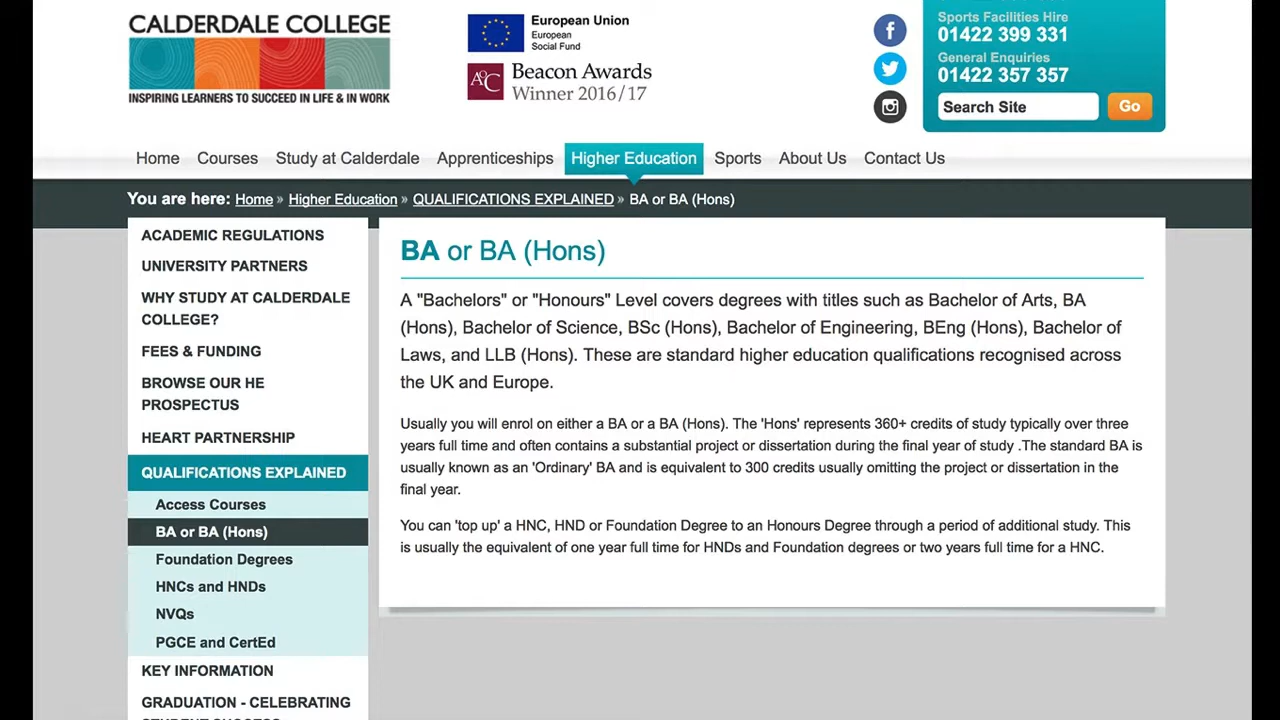 CALDERDALE COLLEGE
INSPIRING LEARNERS TO SUCCEED IN LIFE & IN WORK
European Union
European
Social Fund
AoC
Beacon Awards
Winner 2016/17
f
Sports Facilities Hire
01422 399 331
General Enquiries
01422 357 357
Search Site
Go
Home
Courses
Study at Calderdale
Apprenticeships
Higher Education
Sports
About Us
Contact Us
You are here: Home » Higher Education » QUALIFICATIONS EXPLAINED » BA or BA (Hons)
ACADEMIC REGULATIONS
UNIVERSITY PARTNERS
WHY STUDY AT CALDERDALE
COLLEGE?
FEES & FUNDING
BROWSE OUR HE
PROSPECTUS
HEART PARTNERSHIP
QUALIFICATIONS EXPLAINED
Access Courses
BA or BA (Hons)
Foundation Degrees
HNCs and HNDs
NVQs
PGCE and CertEd
KEY INFORMATION
GRADUATION - CELEBRATING
BA or BA (Hons)
A "Bachelors" or "Honours" Level covers degrees with titles such as Bachelor of Arts, BA
(Hons), Bachelor of Science, BSc (Hons), Bachelor of Engineering, BEng (Hons), Bachelor of
Laws, and LLB (Hons). These are standard higher education qualifications recognised across
the UK and Europe.
Usually you will enrol on either a BA or a BA (Hons). The 'Hons' represents 360+ credits of study typically over three
years full time and often contains a substantial project or dissertation during the final year of study .The standard BA is
usually known as an 'Ordinary' BA and is equivalent to 300 credits usually omitting the project or dissertation in the
final year.
You can 'top up' a HNC, HND or Foundation Degree to an Honours Degree through a period of additional study. This
is usually the equivalent of one year full time for HNDs and Foundation degrees or two years full time for a HNC.